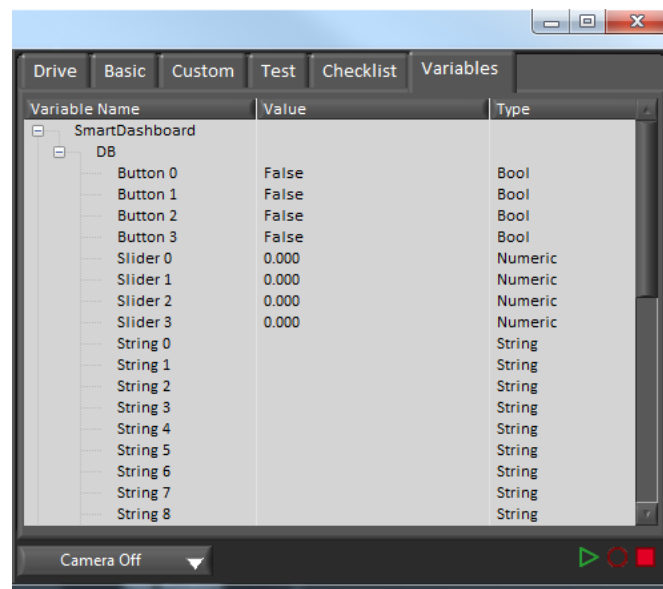 Drive Basic Custom Test Checklist Variables
Variable Name Value Type
SmartDashboard
DB
Button 0 False Bool
Button 1 False Bool
Button 2 False Bool
Button 3 False Bool
Slider 0 0.000 Numeric
Slider 1 0.000 Numeric
Slider 2 0.000 Numeric
Slider 3 0.000 Numeric
String 0 String
String 1 String
String 2 String
String 3 String
String 4 String
String 5 String
String 6 String
String 7 String
String 8 String
Camera Off